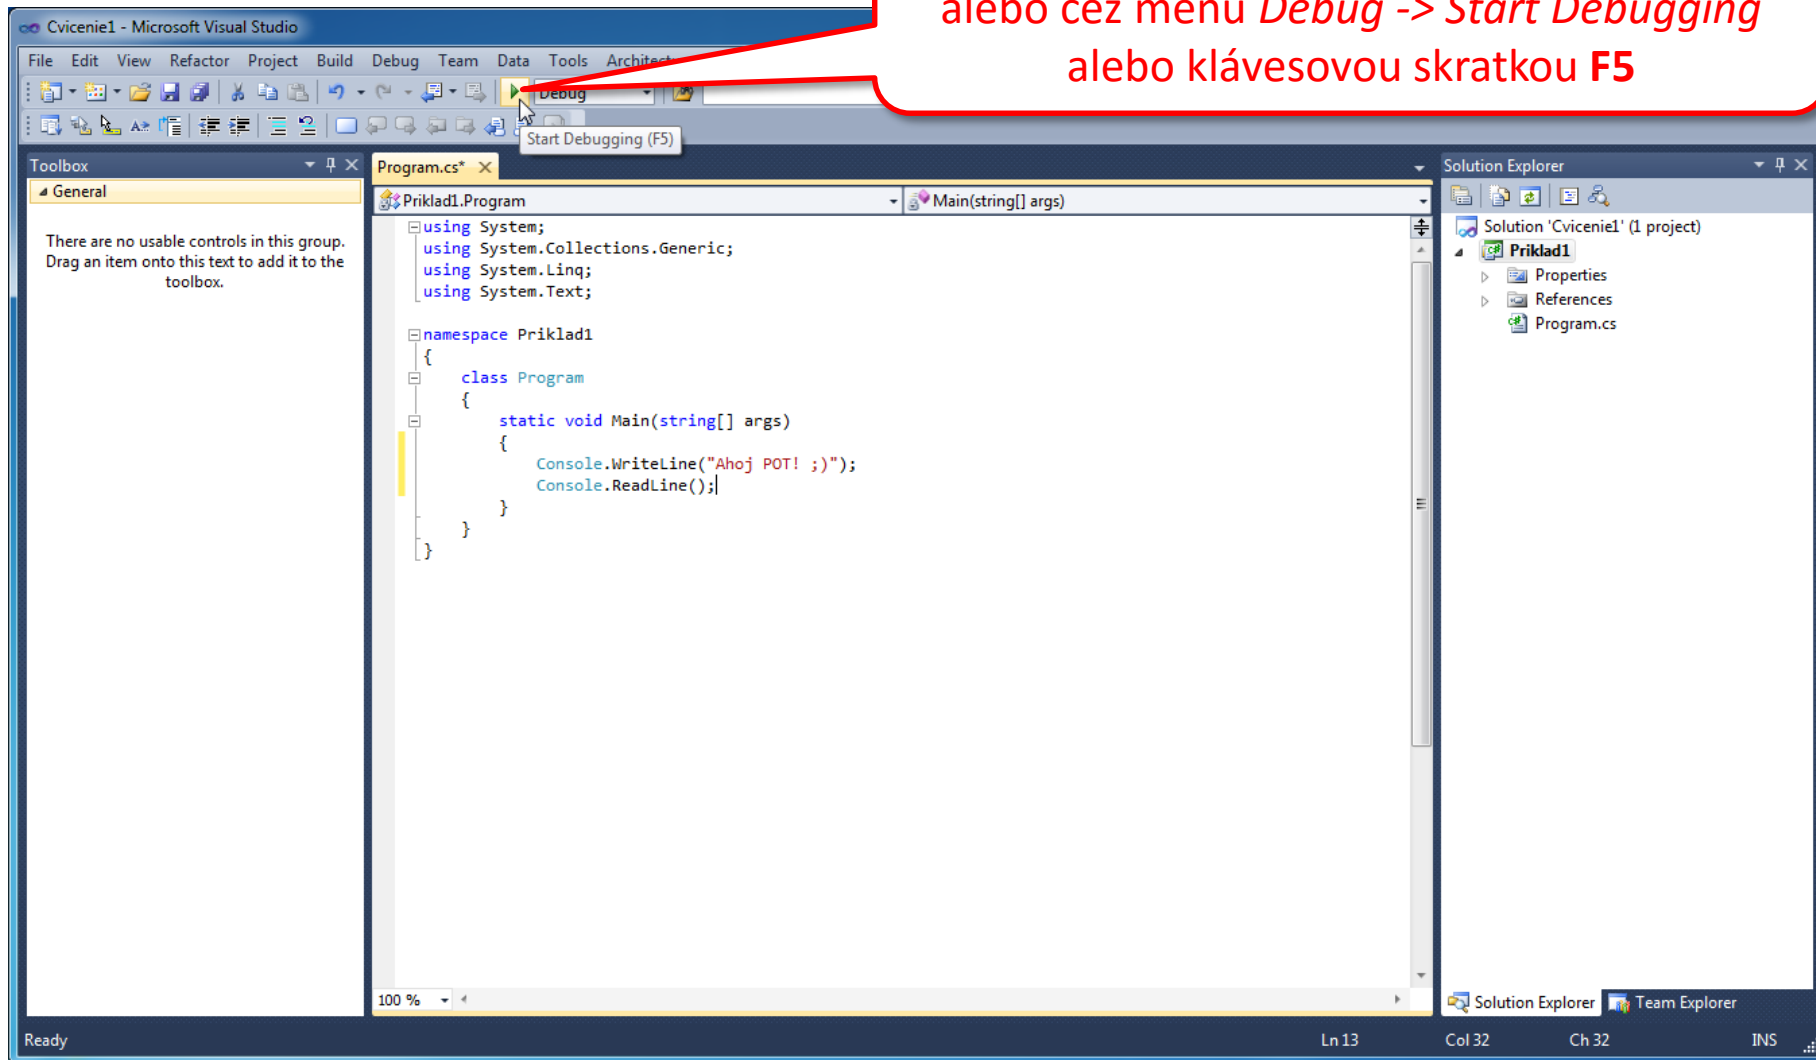 alebo cez menu Debug -> Start Debugging
alebo klávesovou skratkou F5
Cvicenie1 - Microsoft Visual Studio
File Edit View Refactor Project Build Debug Team Data Tools
Debug
Start Debugging (F5)
Toolbox
General
There are no usable controls in this group.
Drag an item onto this text to add it to the
toolbox.
Program.cs*
Priklad1.Program
Main(string[] args)
using System;
using System.Collections.Generic;
using System.Linq;
using System.Text;
namespace Priklad1
{
class Program
{
static void Main(string[] args)
{
Console.WriteLine("Ahoj POT! ;)");
Console.ReadLine();
}
}
}
100 %
Solution Explorer
Solution 'Cvicenie1' (1 project)
Priklad1
Properties
References
Program.cs
Solution Explorer Team Explorer
Ready Ln 13 Col 32 Ch 32 INS